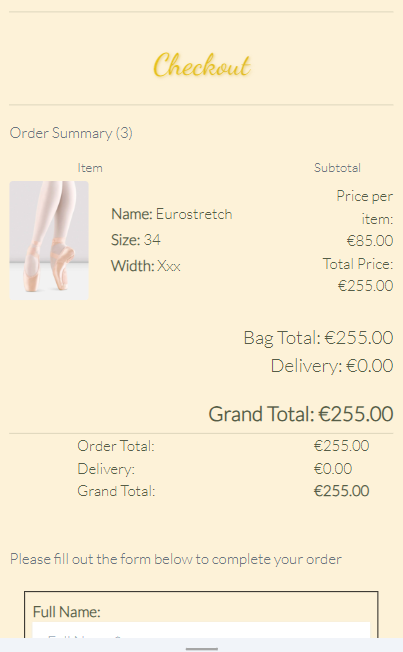 Checkout
Order Summary (3)
Item Subtotal
Name: Eurostretch
Size: 34
Width: Xxx
Price per
item:
€85.00
Total Price:
€255.00
Bag Total: €255.00
Delivery: €0.00
Grand Total: €255.00
Order Total: €255.00
Delivery: €0.00
Grand Total: €255.00
Please fill out the form below to complete your order
Full Name: